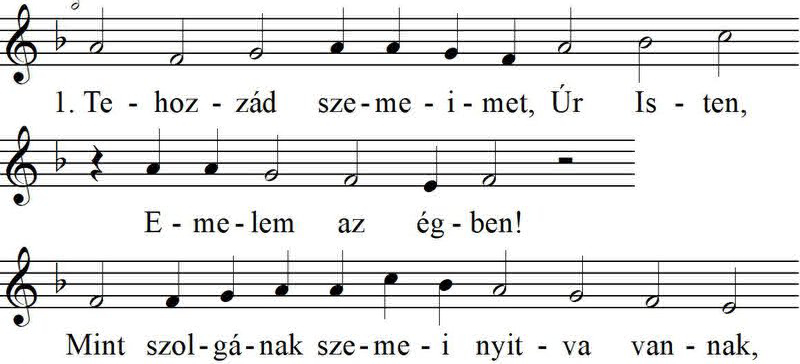 1. Te - hoz - zád sze - me - i - met, Úr Is - ten,
E - me - lem az ég - ben!
Mint szol - gá - nak sze - me - i nyit - va van - nak,